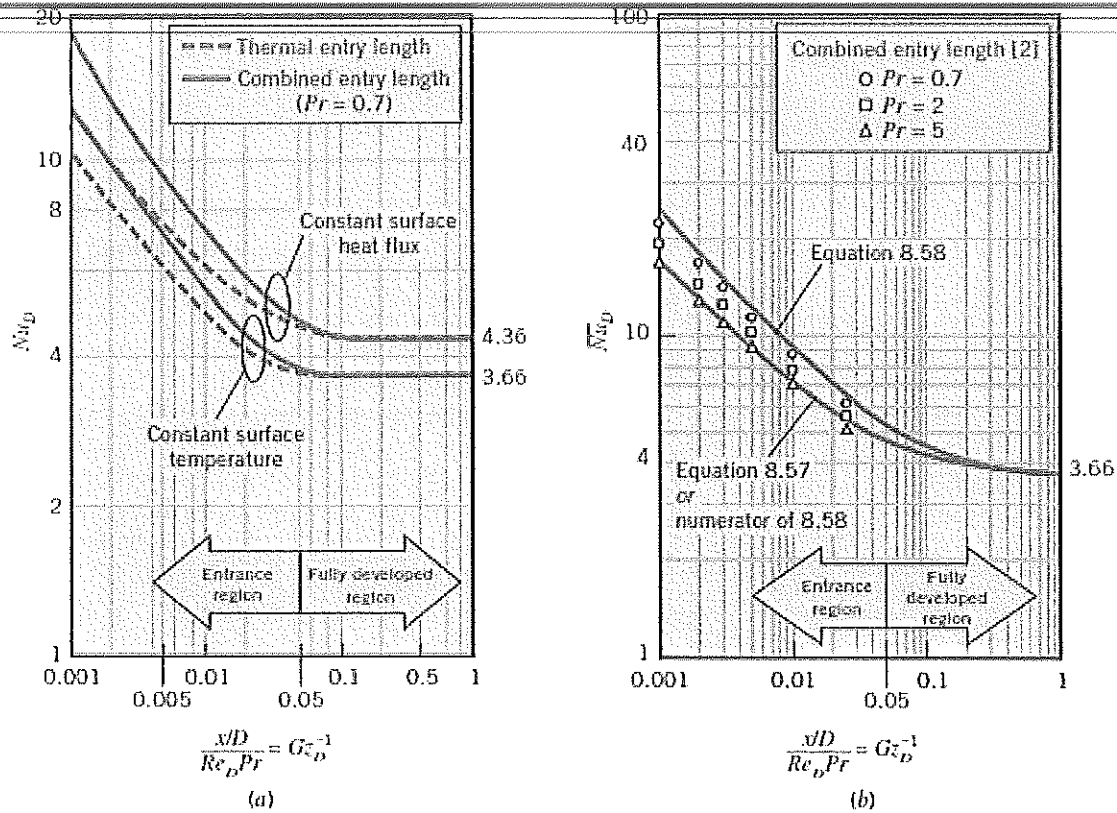 20
10
8
4
2
1
Nu_D
Thermal entry length
Combined entry length
(Pr = 0.7)
Constant surface
heat flux
4.36
3.66
Constant surface
temperature
Entrance
region
Fully developed
region
0.001
0.005
0.01
0.05
0.1
0.5
1
x/D
Re_D Pr
= Gz_D^-1
(a)
100
40
10
4
1
N̅u̅_D
Combined entry length [2]
○ Pr = 0.7
□ Pr = 2
△ Pr = 5
Equation 8.58
Equation 8.57
or
numerator of 8.58
3.66
Entrance
region
Fully
developed
region
0.001
0.01
0.05
0.1
1
x/D
Re_D Pr
= Gz_D^-1
(b)